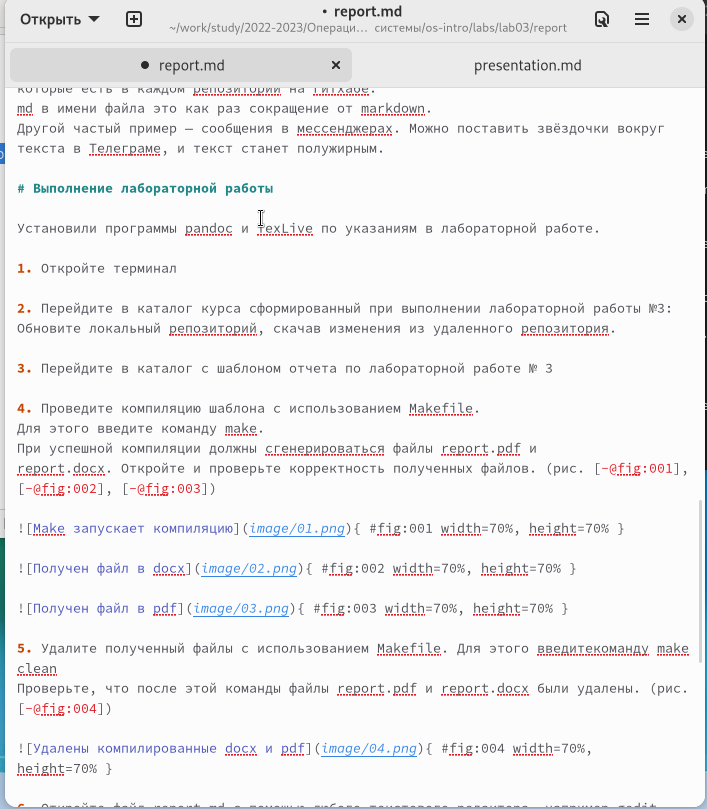 Открыть
• report.md
~/work/study/2022-2023/Операци… системы/os-intro/labs/lab03/report
• report.md
presentation.md
которые есть в каждом репозитории на гитхабе.
md в имени файла это как раз сокращение от markdown.
Другой частый пример – сообщения в мессенджерах. Можно поставить звёздочки вокруг
текста в Телеграме, и текст станет полужирным.
# Выполнение лабораторной работы
Установили программы pandoc и TexLive по указаниям в лабораторной работе.
1. Откройте терминал
2. Перейдите в каталог курса сформированный при выполнении лабораторной работы №3:
Обновите локальный репозиторий, скачав изменения из удаленного репозитория.
3. Перейдите в каталог с шаблоном отчета по лабораторной работе № 3
4. Проведите компиляцию шаблона с использованием Makefile.
Для этого введите команду make.
При успешной компиляции должны сгенерироваться файлы report.pdf и
report.docx. Откройте и проверьте корректность полученных файлов. (рис. [-@fig:001],
[-@fig:002], [-@fig:003])
![Make запускает компиляцию](image/01.png){ #fig:001 width=70%, height=70% }
![Получен файл в docx](image/02.png){ #fig:002 width=70%, height=70% }
![Получен файл в pdf](image/03.png){ #fig:003 width=70%, height=70% }
5. Удалите полученный файлы с использованием Makefile. Для этого введитекоманду make
clean
Проверьте, что после этой команды файлы report.pdf и report.docx были удалены. (рис.
[-@fig:004])
![Удалены компилированные docx и pdf](image/04.png){ #fig:004 width=70%,
height=70% }